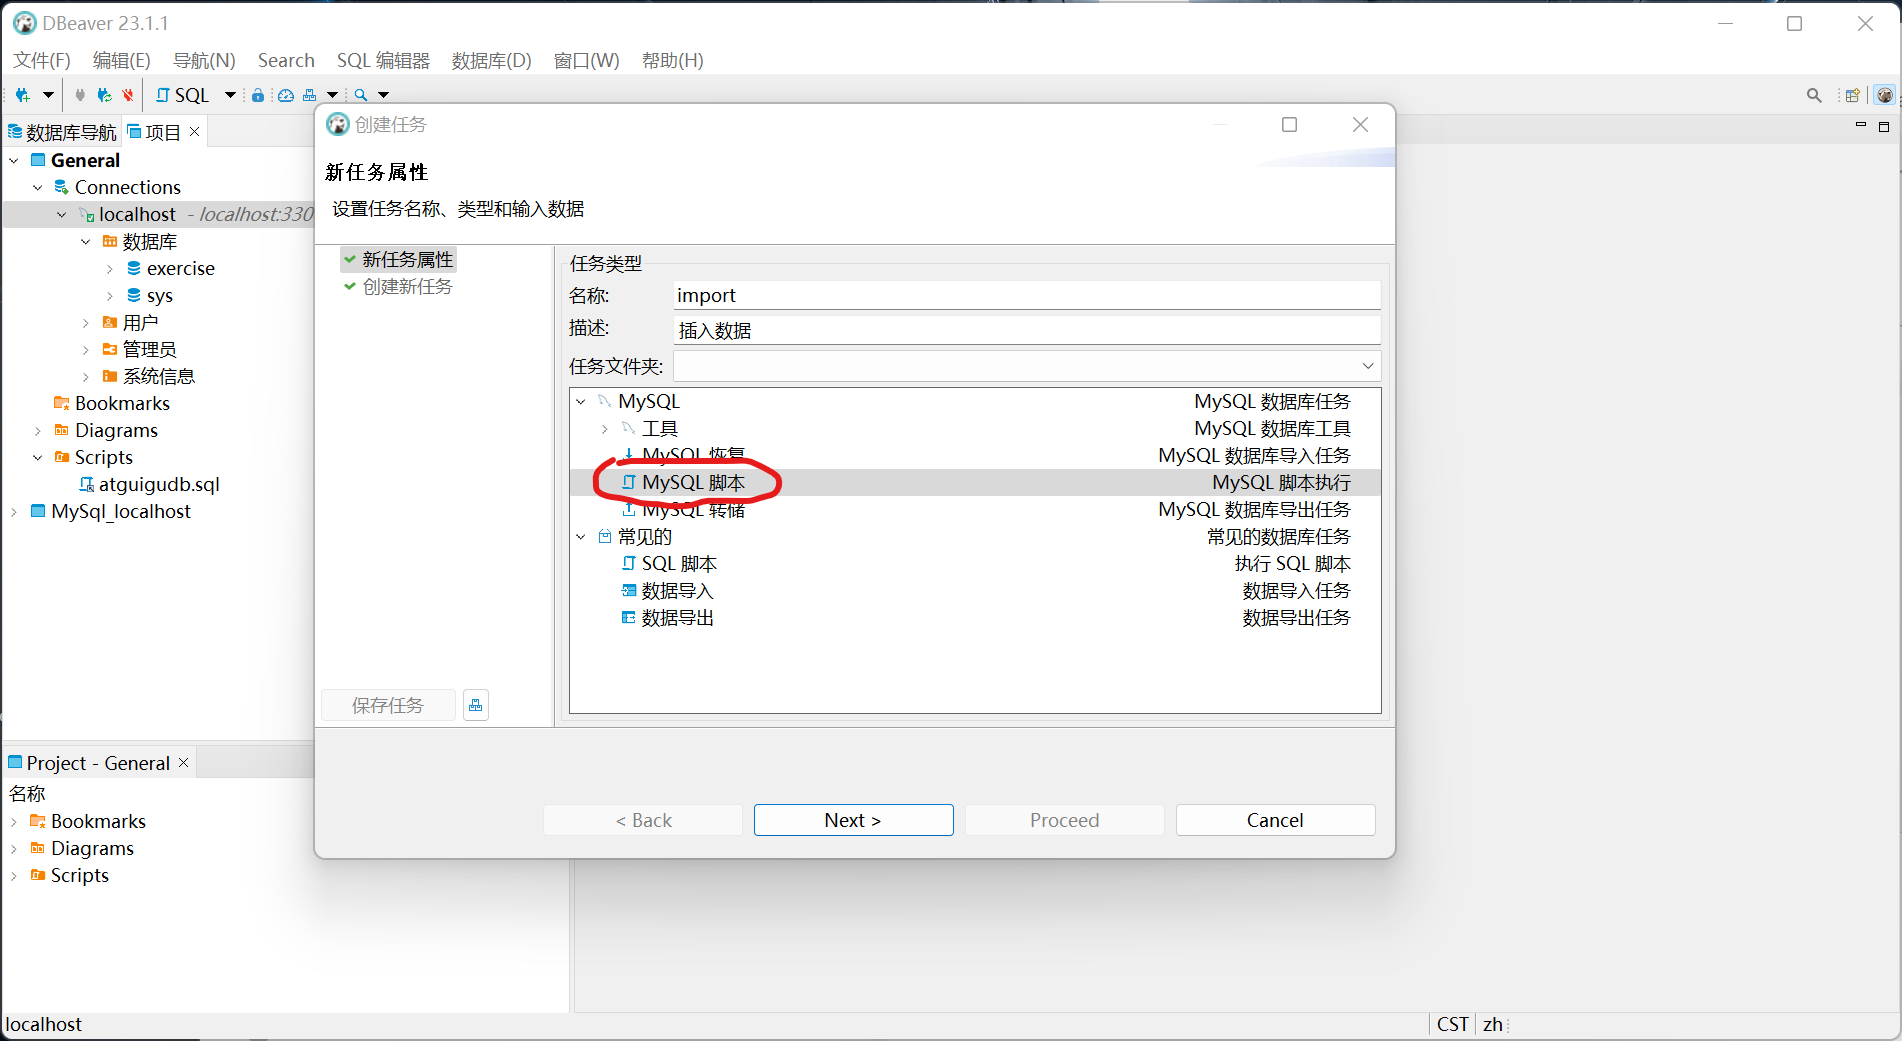 DBeaver 23.1.1
文件(F) 编辑(E) 导航(N) Search SQL 编辑器 数据库(D) 窗口(W) 帮助(H)
SQL
数据库导航 项目
General
Connections
localhost - localhost:330
数据库
exercise
sys
用户
管理员
系统信息
Bookmarks
Diagrams
Scripts
atguigudb.sql
MySql_localhost
Project - General
名称
Bookmarks
Diagrams
Scripts
创建任务
新任务属性
设置任务名称、类型和输入数据
新任务属性
创建新任务
保存任务
任务类型
名称: import
描述: 插入数据
任务文件夹:
MySQL MySQL 数据库任务
工具 MySQL 数据库工具
MySQL 恢复 MySQL 数据库导入任务
MySQL 脚本 MySQL 脚本执行
MySQL 转储 MySQL 数据库导出任务
常见的 常见的数据库任务
SQL 脚本 执行 SQL 脚本
数据导入 数据导入任务
数据导出 数据导出任务
< Back Next > Proceed Cancel
localhost CST zh